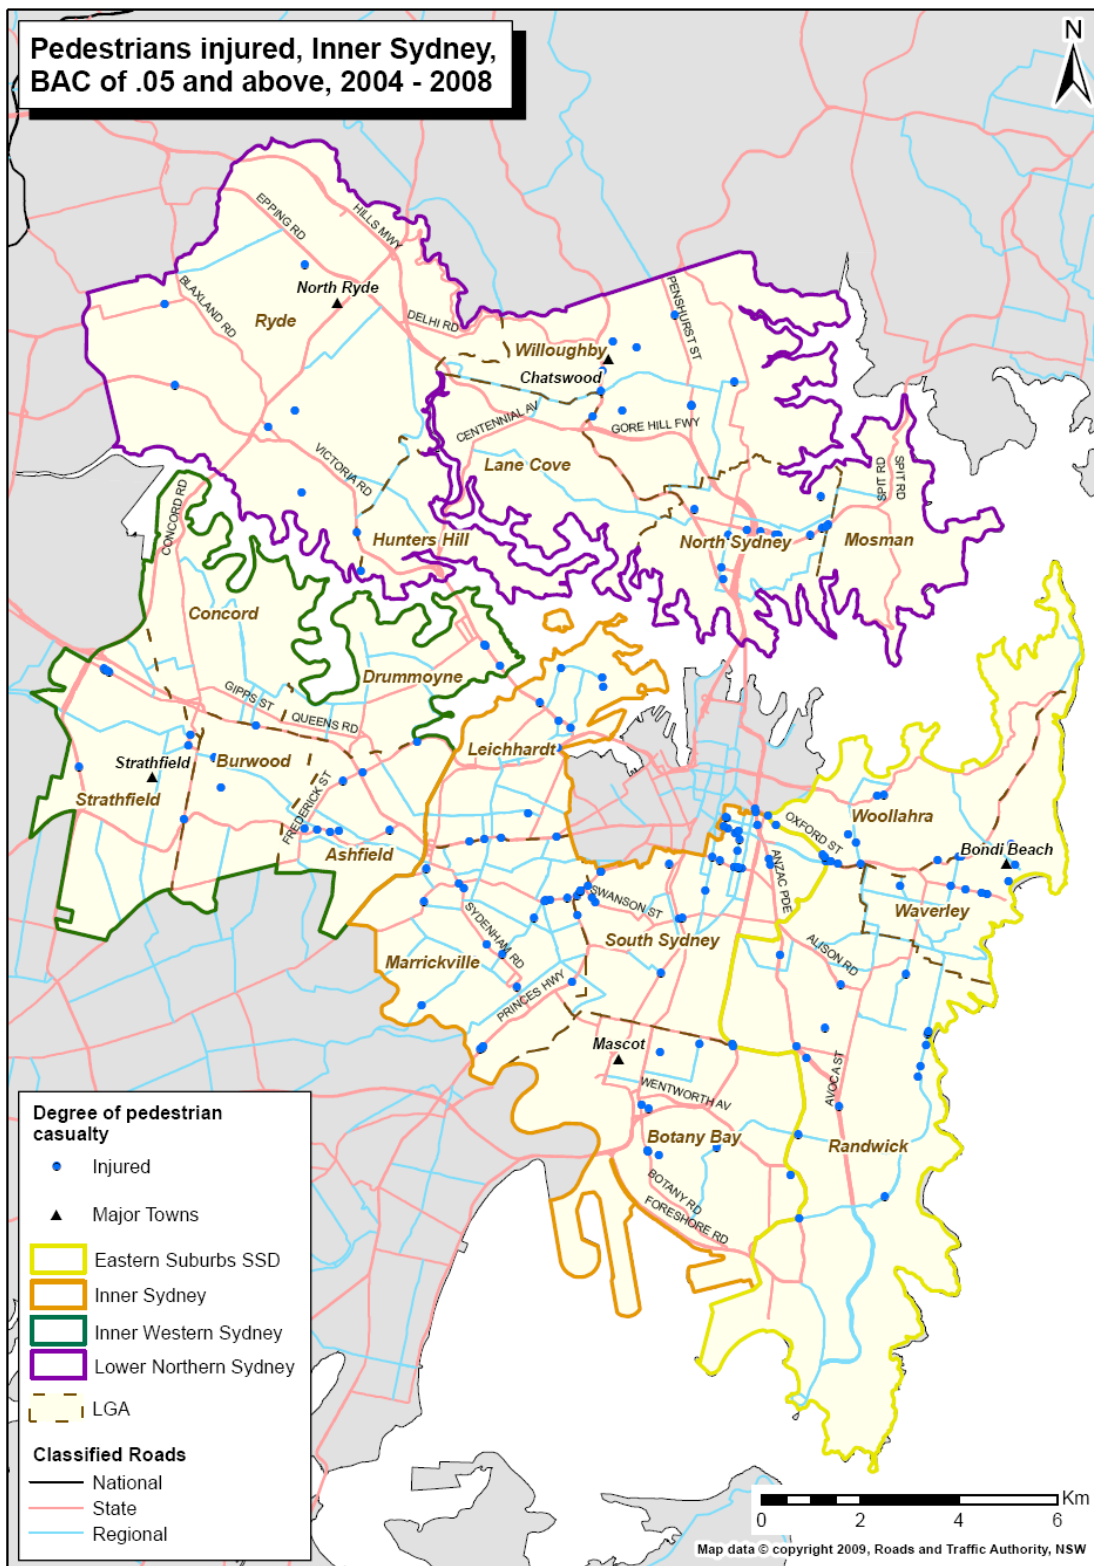 Pedestrians injured, Inner Sydney,
BAC of .05 and above, 2004 - 2008
N
EPPING RD
HILLS MWY
North Ryde
BLAXLAND RD
Ryde
DELHI RD
PENSHURST ST
Willoughby
Chatswood
CENTENNIAL AV
GORE HILL FWY
VICTORIA RD
Lane Cove
SPIT RD
SPIT RD
CONCORD RD
Hunters Hill
North Sydney
Mosman
Concord
Drummoyne
GIPPS ST
QUEENS RD
Leichhardt
Strathfield
Burwood
Strathfield
FREDERICK ST
Ashfield
OXFORD ST
Woollahra
Bondi Beach
ANZAC PDE
SWANSON ST
Waverley
SYDENHAM RD
South Sydney
ALISON RD
Marrickville
PRINCES HWY
Mascot
WENTWORTH AV
AVOCA ST
Botany Bay
Randwick
BOTANY RD
FORESHORE RD
Degree of pedestrian
casualty
Injured
Major Towns
Eastern Suburbs SSD
Inner Sydney
Inner Western Sydney
Lower Northern Sydney
LGA
Classified Roads
National
State
Regional
Km
0 2 4 6
Map data © copyright 2009, Roads and Traffic Authority, NSW